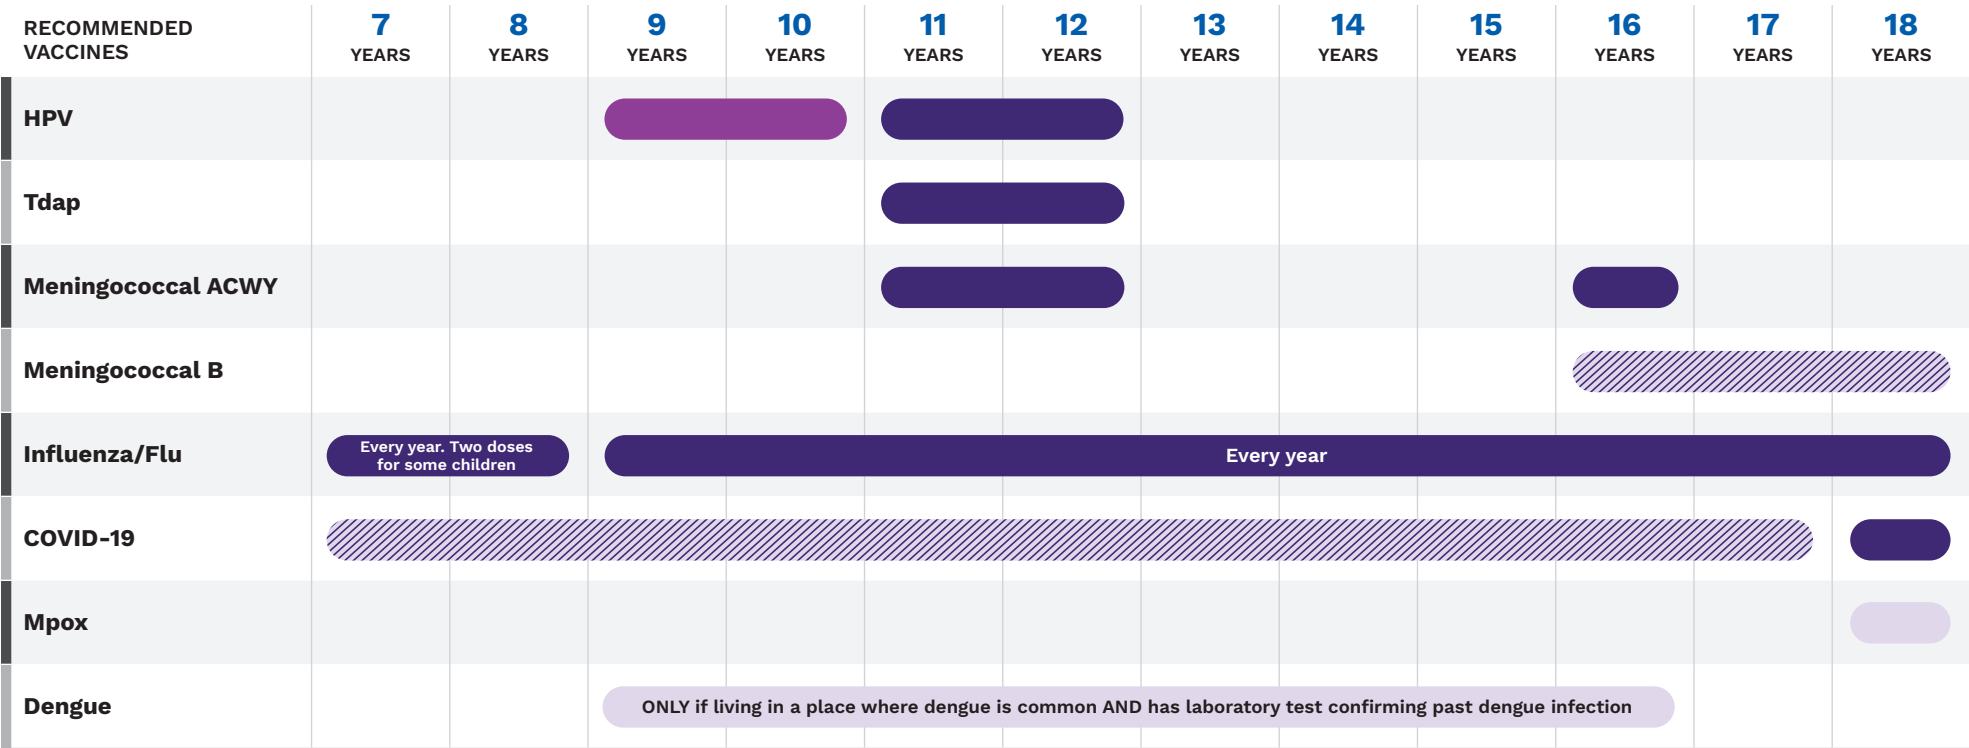 RECOMMENDED
VACCINES
7
YEARS
8
YEARS
9
YEARS
10
YEARS
11
YEARS
12
YEARS
13
YEARS
14
YEARS
15
YEARS
16
YEARS
17
YEARS
18
YEARS
HPV
Tdap
Meningococcal ACWY
Meningococcal B
Influenza/Flu
Every year. Two doses
for some children
Every year
COVID-19
Mpox
Dengue
ONLY if living in a place where dengue is common AND has laboratory test confirming past dengue infection